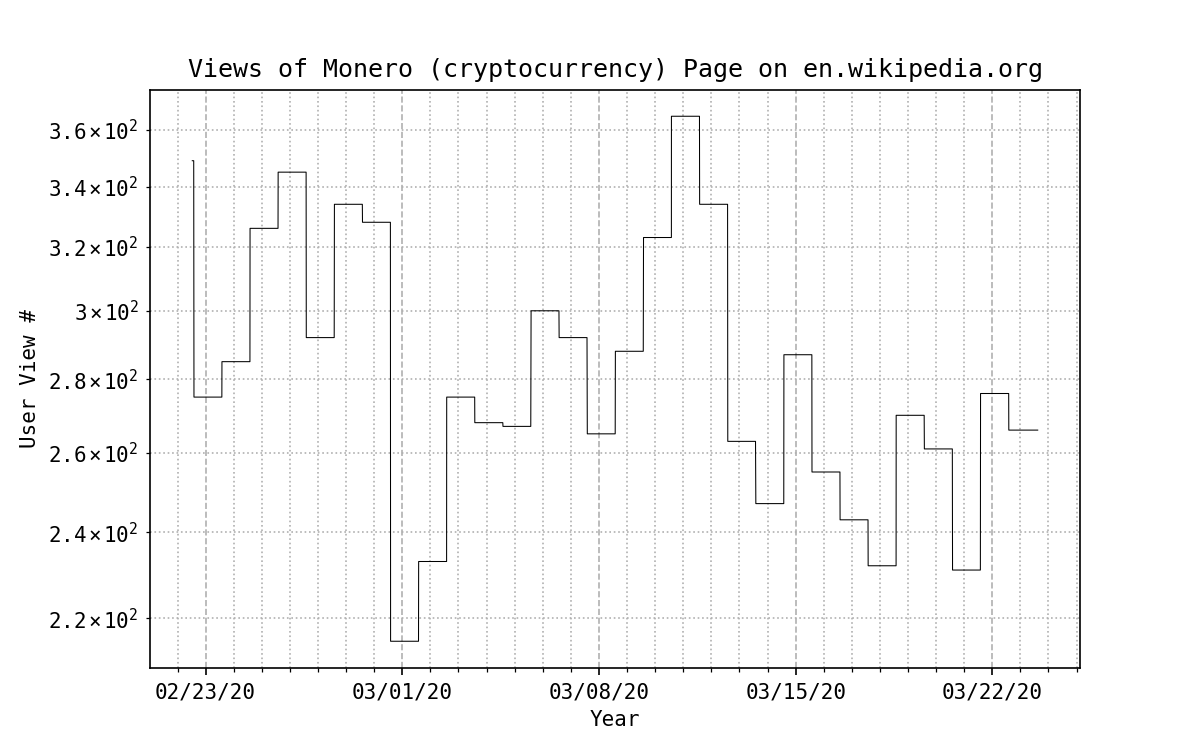 Views of Monero (cryptocurrency) Page on en.wikipedia.org
3.6×10²
3.4×10²
3.2×10²
3×10²
2.8×10²
2.6×10²
2.4×10²
2.2×10²
User View #
02/23/20 03/01/20 03/08/20 03/15/20 03/22/20
Year